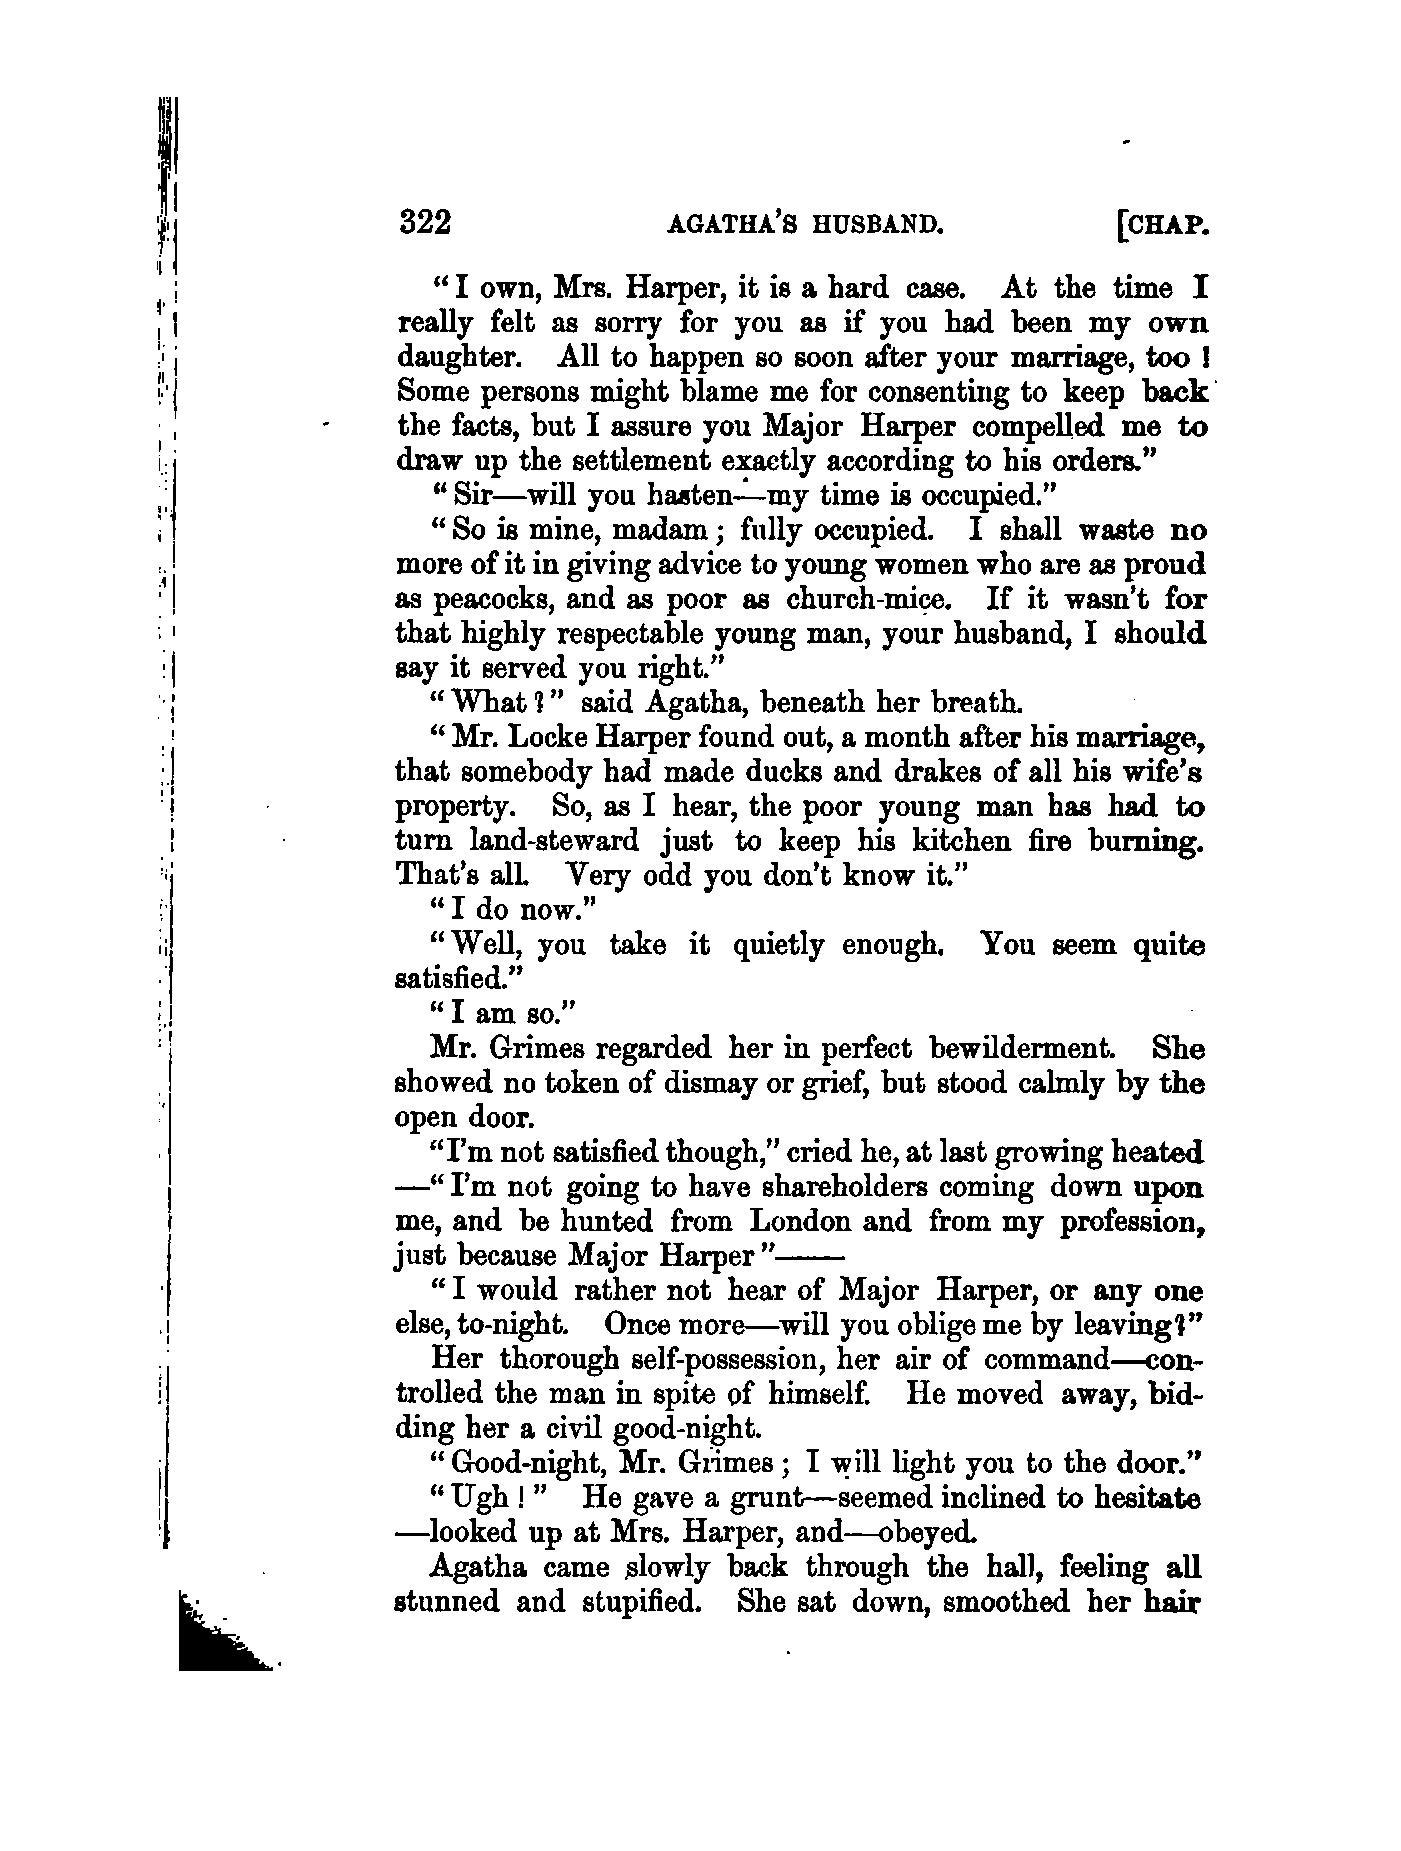 322 AGATHA'S HUSBAND. [CHAP.
"I own, Mrs. Harper, it is a hard case. At the time I
really felt as sorry for you as if you had been my own
daughter. All to happen so soon after your marriage, too!
Some persons might blame me for consenting to keep back
the facts, but I assure you Major Harper compelled me to
draw up the settlement exactly according to his orders."
"Sir—will you hasten—my time is occupied."
"So is mine, madam; fully occupied. I shall waste no
more of it in giving advice to young women who are as proud
as peacocks, and as poor as church-mice. If it wasn't for
that highly respectable young man, your husband, I should
say it served you right."
"What?" said Agatha, beneath her breath.
"Mr. Locke Harper found out, a month after his marriage,
that somebody had made ducks and drakes of all his wife's
property. So, as I hear, the poor young man has had to
turn land-steward just to keep his kitchen fire burning.
That's all. Very odd you don't know it."
"I do now."
"Well, you take it quietly enough. You seem quite
satisfied."
"I am so."
Mr. Grimes regarded her in perfect bewilderment. She
showed no token of dismay or grief, but stood calmly by the
open door.
"I'm not satisfied though," cried he, at last growing heated
—"I'm not going to have shareholders coming down upon
me, and be hunted from London and from my profession,
just because Major Harper"——
"I would rather not hear of Major Harper, or any one
else, to-night. Once more—will you oblige me by leaving?"
Her thorough self-possession, her air of command—con-
trolled the man in spite of himself. He moved away, bid-
ding her a civil good-night.
"Good-night, Mr. Grimes; I will light you to the door."
"Ugh!" He gave a grunt—seemed inclined to hesitate
—looked up at Mrs. Harper, and—obeyed.
Agatha came slowly back through the hall, feeling all
stunned and stupified. She sat down, smoothed her hair